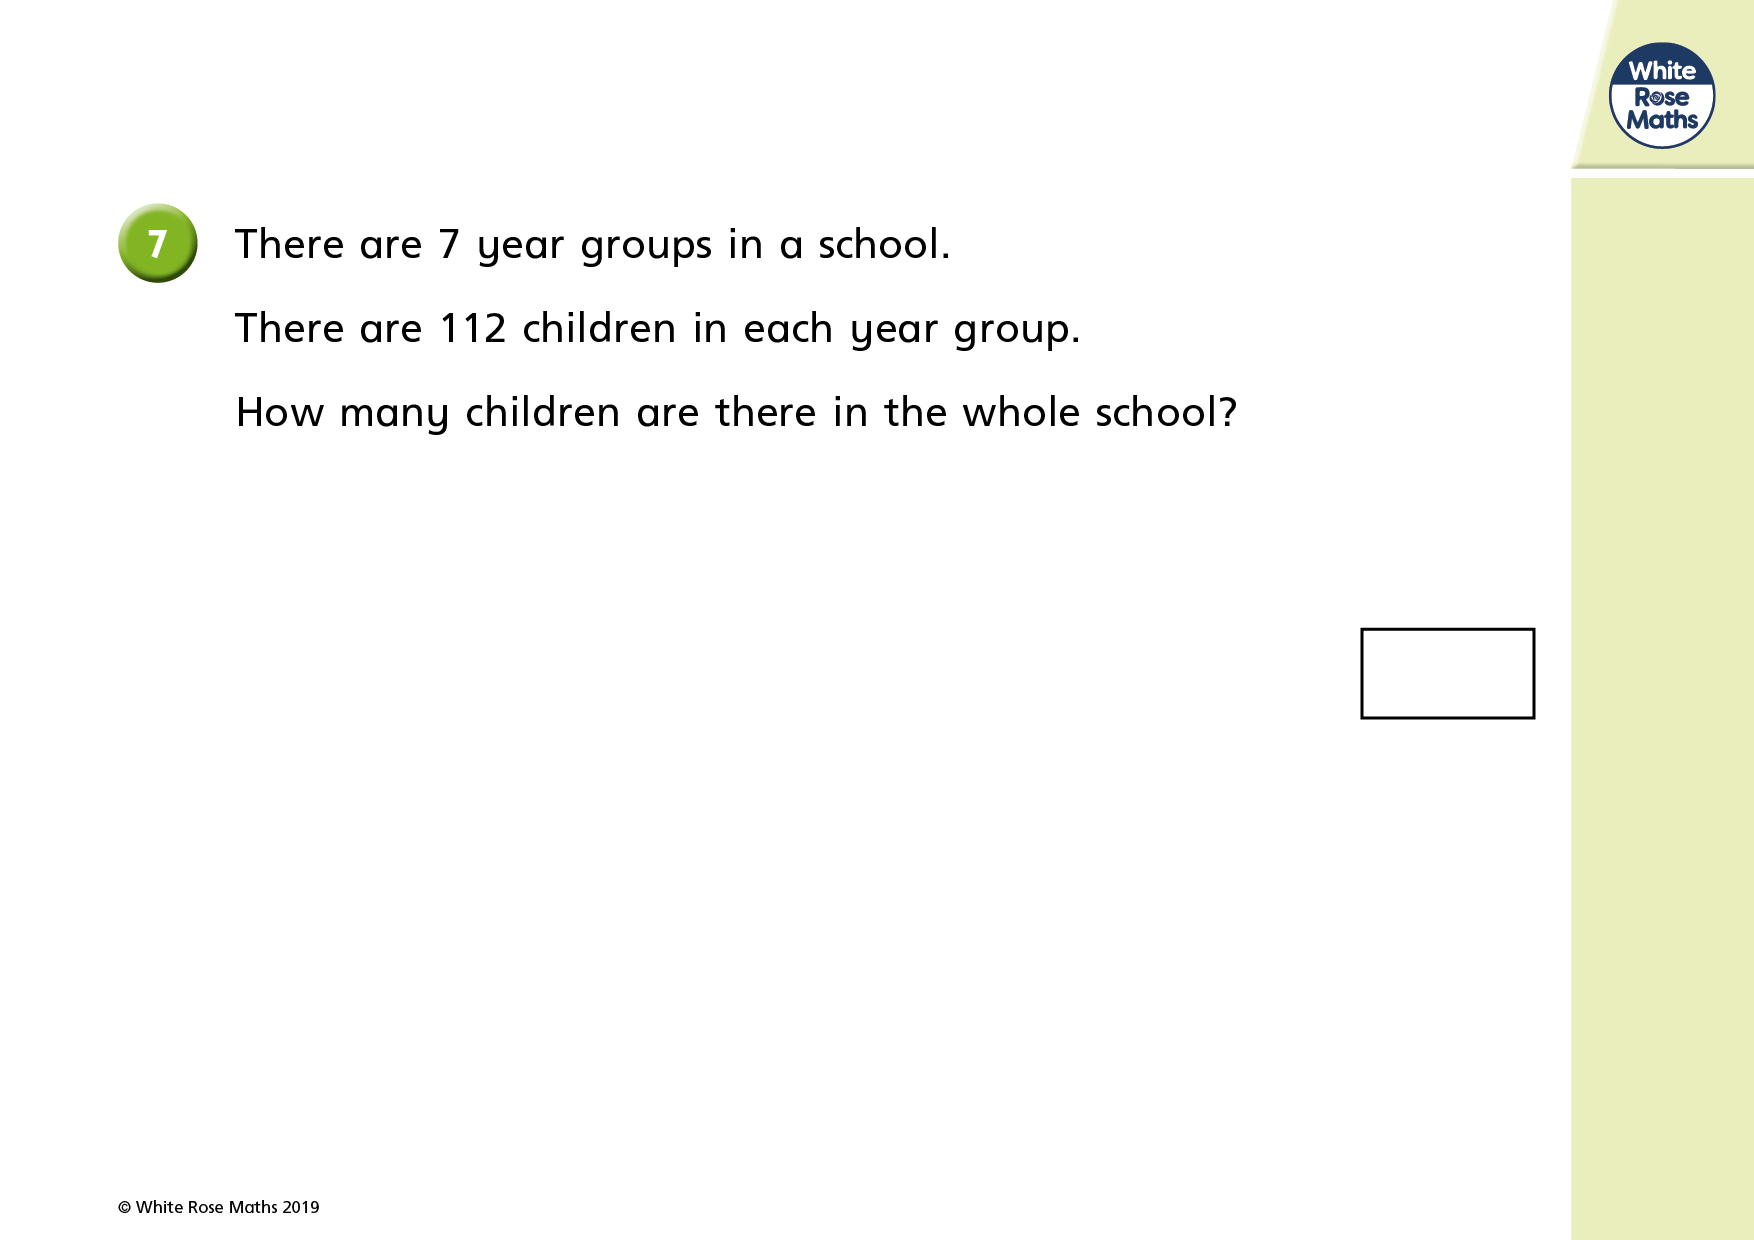 White
Rose
Maths
7 There are 7 year groups in a school.
There are 112 children in each year group.
How many children are there in the whole school?
© White Rose Maths 2019